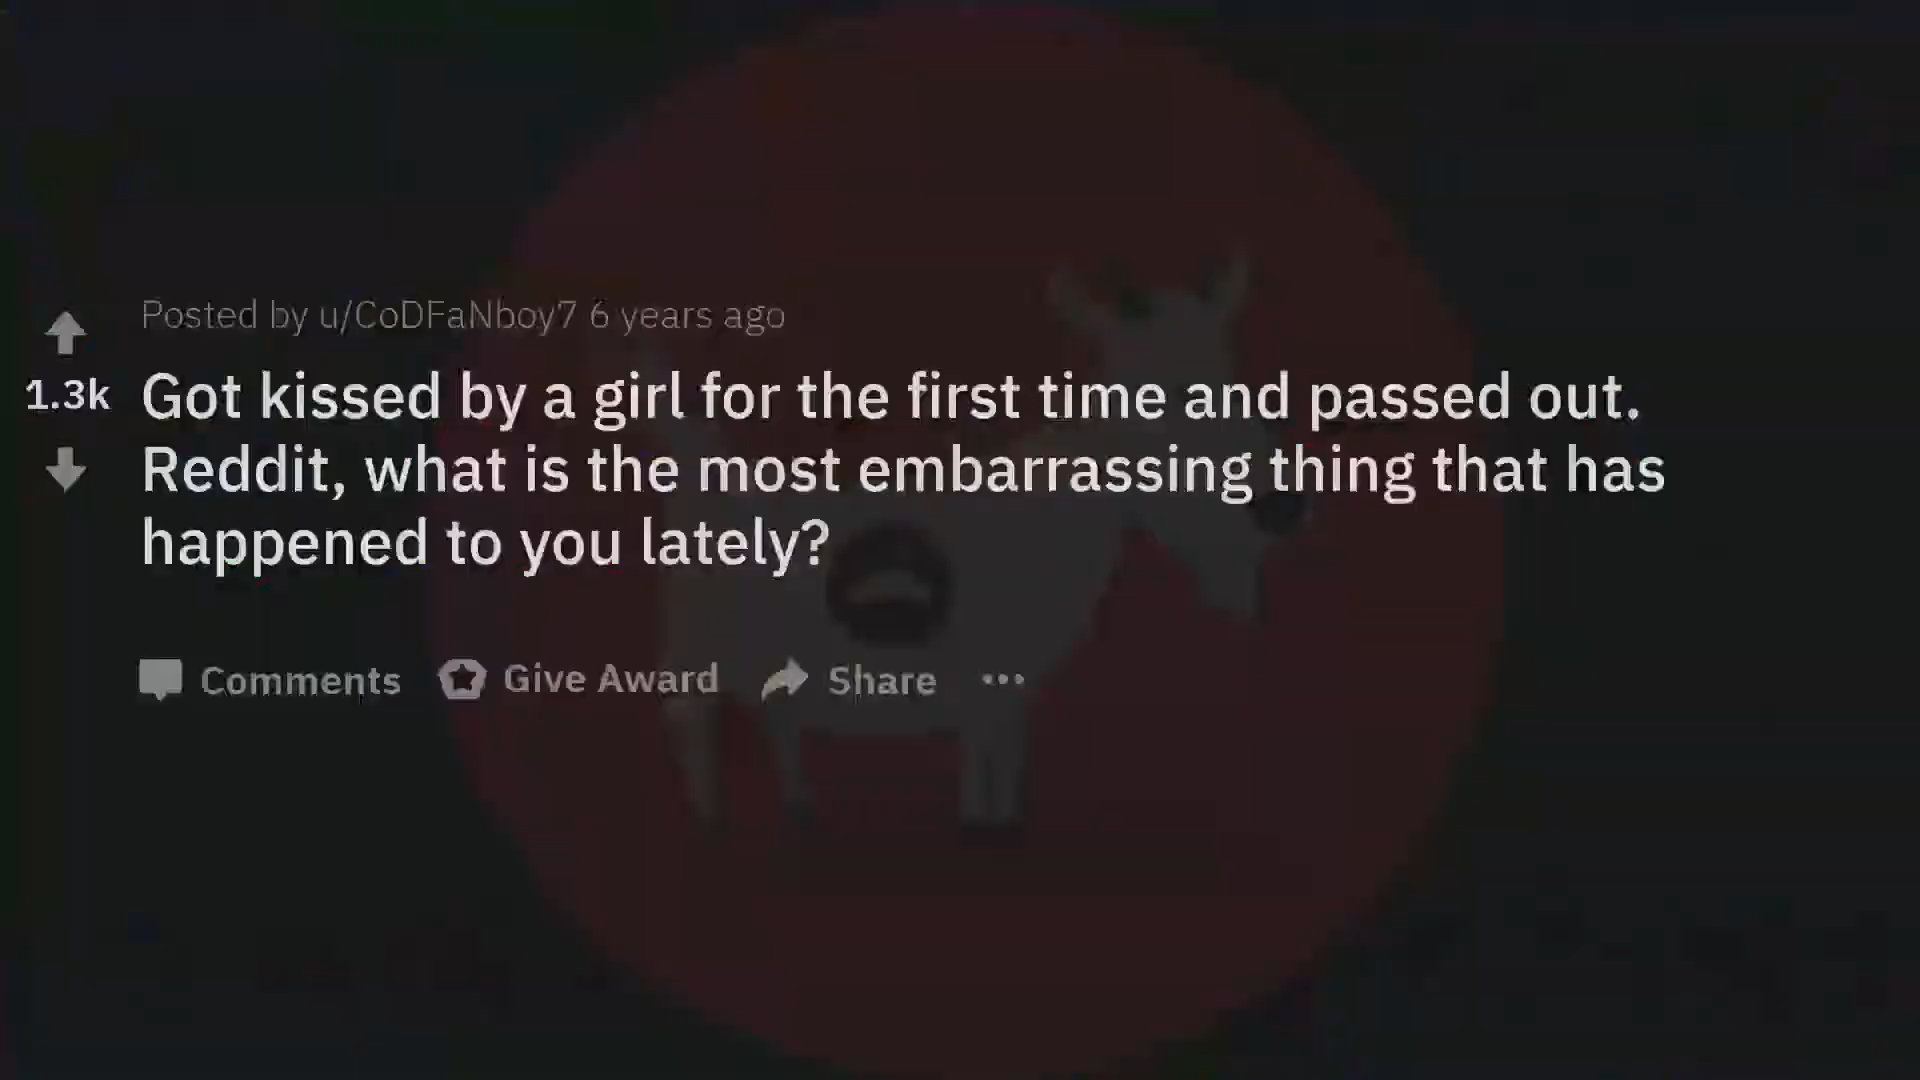 Posted by u/CoDFaNboy7 6 years ago
1.3k
Got kissed by a girl for the first time and passed out.
Reddit, what is the most embarrassing thing that has
happened to you lately?
Comments Give Award Share ...